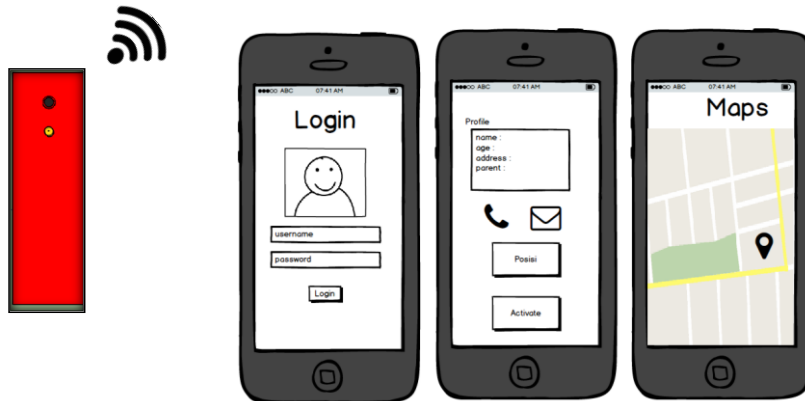 ABC 07:41 AM
Login
username
password
Login
ABC 07:41 AM
Profile
name :
age :
address :
parent :
Posisi
Activate
ABC 07:41 AM
Maps